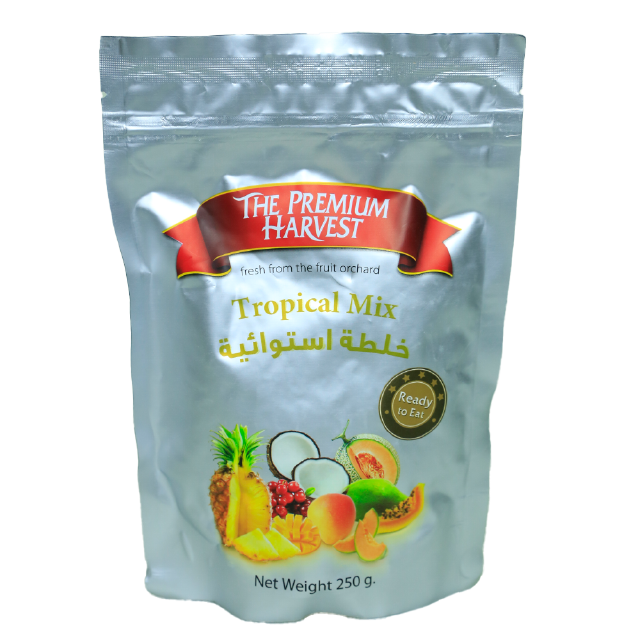 THE PREMIUM
HARVEST
fresh from the fruit orchard
Tropical Mix
خلطة استوائية
Ready
to Eat
Net Weight 250 g.